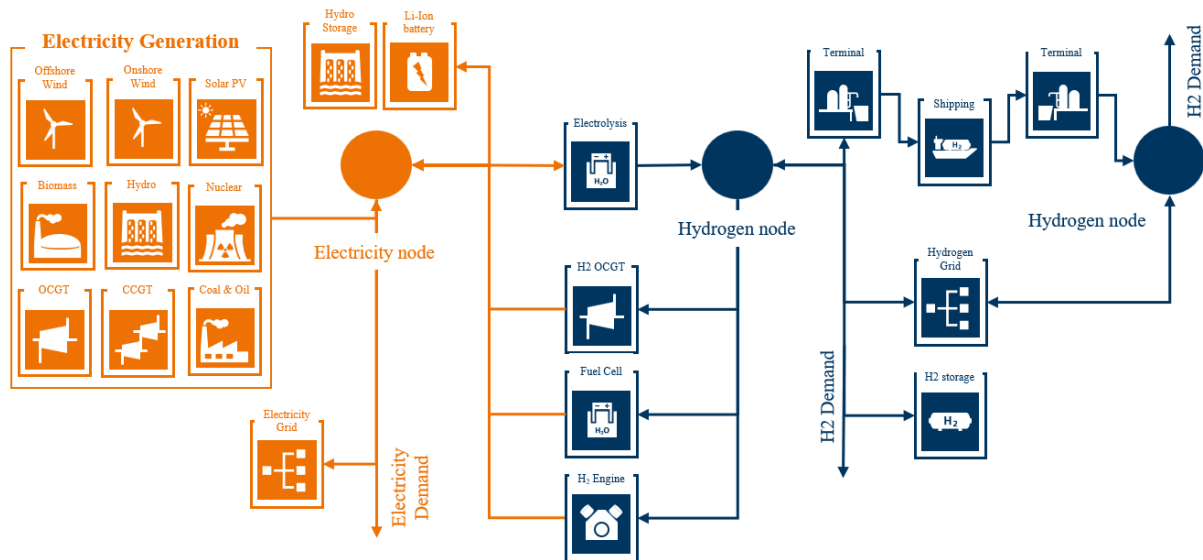 Electricity Generation
Offshore
Wind
Onshore
Wind
Solar PV
Biomass
Hydro
Nuclear
OCGT
CCGT
Coal & Oil
Hydro
Storage
Li-Ion
battery
Electricity node
Electricity
Grid
Electricity
Demand
Electrolysis
H₂O
H2 OCGT
Fuel Cell
H₂O
H₂ Engine
Hydrogen node
Terminal
Shipping
H₂
Terminal
H2 Demand
Hydrogen node
Hydrogen
Grid
H2 Demand
H2 storage
H₂